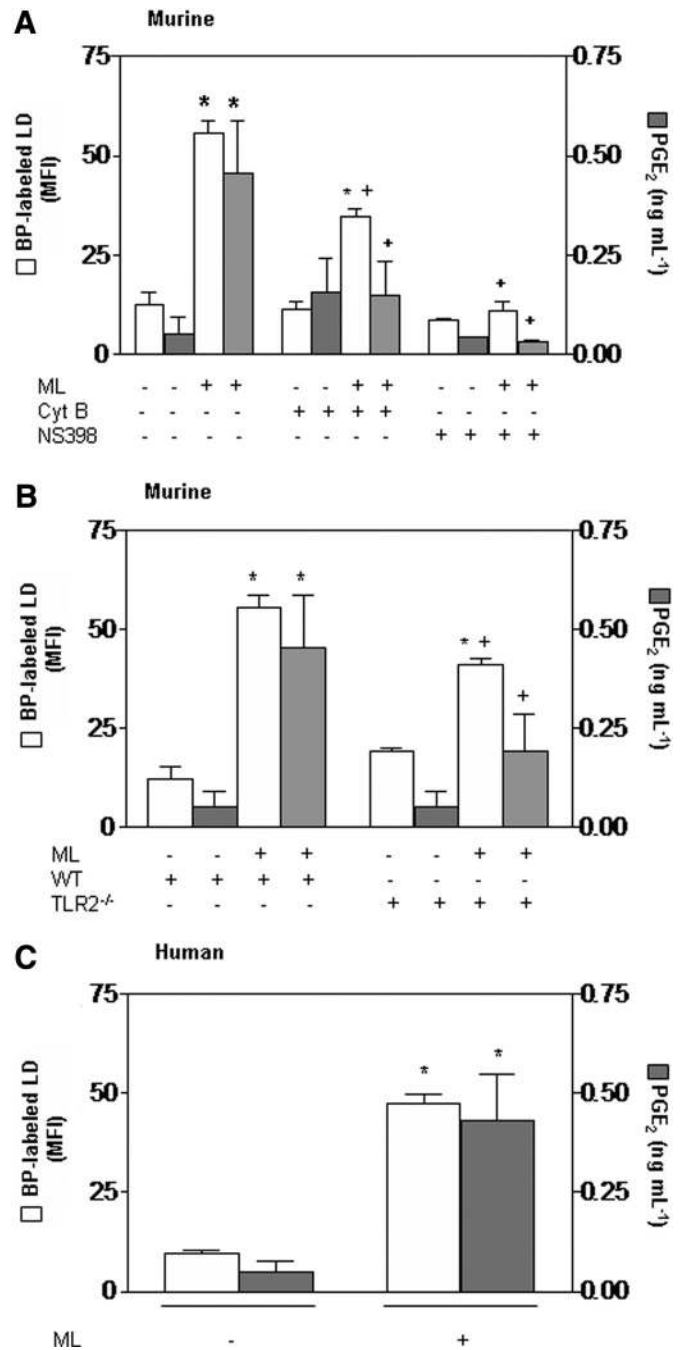 A
Murine
75
50
25
0
0.75
0.50
0.25
0.00
BP-labeled LD
(MFI)
PGE2 (ng mL-1)
* *
* +
+
+
+
ML - - + + - - + + - - + +
Cyt B - - - - + + + + - - - -
NS398 - - - - - - - - + + + +
B
Murine
75
50
25
0
0.75
0.50
0.25
0.00
BP-labeled LD
(MFI)
PGE2 (ng mL-1)
* *
* +
+
ML - - + + - - + +
WT + + + + - - - -
TLR2-/- - - - - + + + +
C
Human
75
50
25
0
0.75
0.50
0.25
0.00
BP-labeled LD
(MFI)
PGE2 (ng mL-1)
* *
ML - +